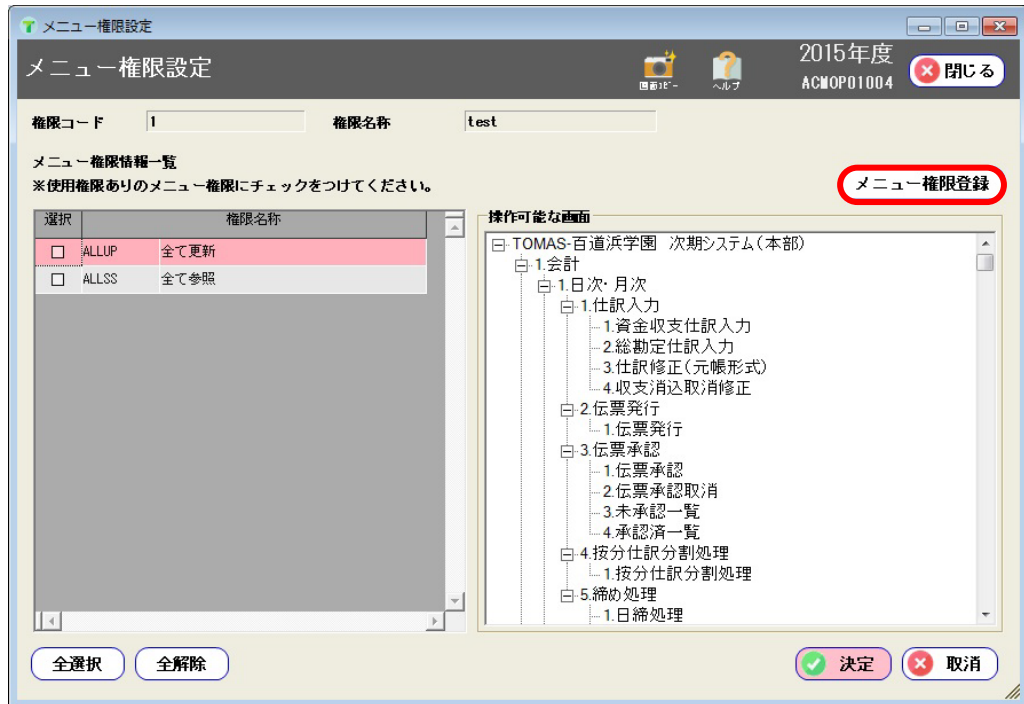 メニュー権限設定
メニュー権限設定
画面ｺﾋﾟｰ
ヘルプ
2015年度
ACMOP01004
閉じる
権限コード
1
権限名称
test
メニュー権限情報一覧
※使用権限ありのメニュー権限にチェックをつけてください。
メニュー権限登録
選択
権限名称
ALLUP
全て更新
ALLSS
全て参照
操作可能な画面
TOMAS-百道浜学園 次期システム(本部)
1.会計
1.日次･月次
1.仕訳入力
1.資金収支仕訳入力
2.総勘定仕訳入力
3.仕訳修正(元帳形式)
4.収支消込取消修正
2.伝票発行
1.伝票発行
3.伝票承認
1.伝票承認
2.伝票承認取消
3.未承認一覧
4.承認済一覧
4.按分仕訳分割処理
1.按分仕訳分割処理
5.締め処理
1.日締処理
全選択
全解除
決定
取消